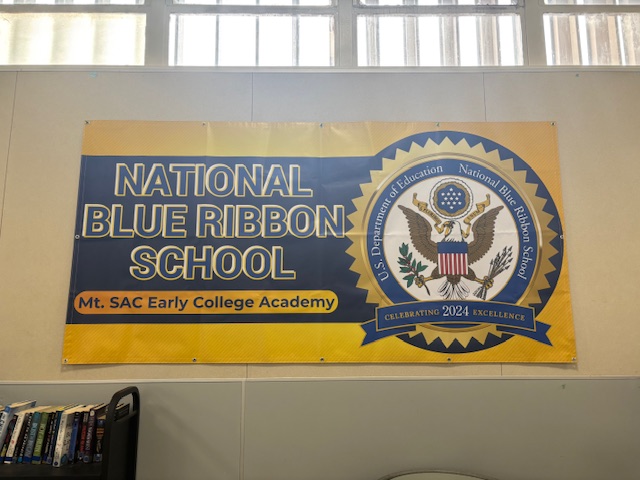 NATIONAL
BLUE RIBBON
SCHOOL
Mt. SAC Early College Academy
U.S. Department of Education
National Blue Ribbon School
CELEBRATING 2024 EXCELLENCE